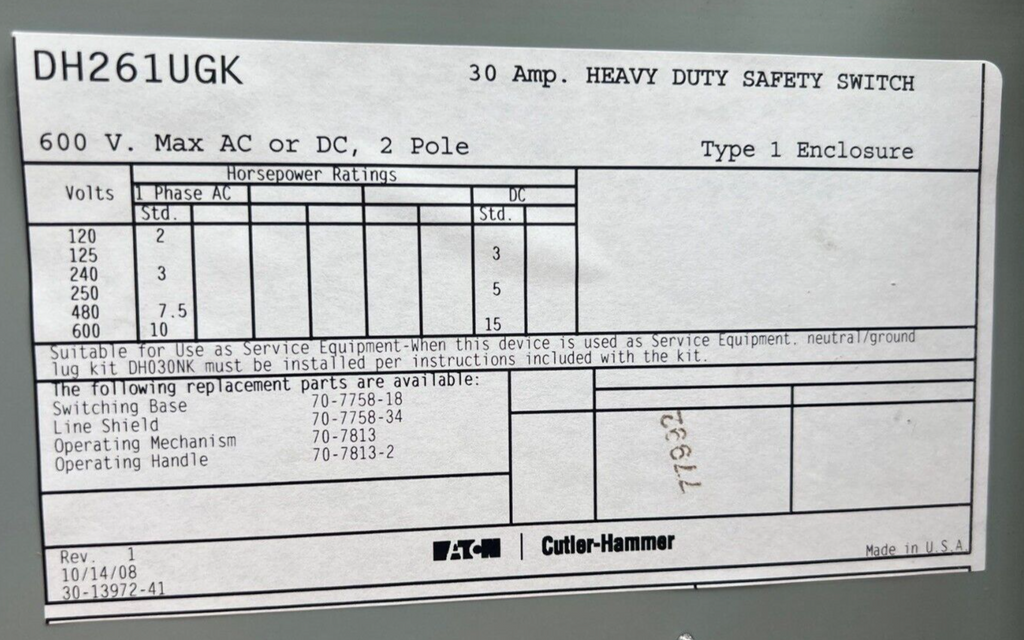 DH261UGK
30 Amp. HEAVY DUTY SAFETY SWITCH
600 V. Max AC or DC, 2 Pole
Type 1 Enclosure
Horsepower Ratings
Volts 1 Phase AC DC
Std. Std.
120 2
125 3
240 3
250 5
480 7.5
600 10 15
Suitable for Use as Service Equipment-When this device is used as Service Equipment. neutral/ground
lug kit DH030NK must be installed per instructions included with the kit.
The following replacement parts are available:
Switching Base 70-7758-18
Line Shield 70-7758-34
Operating Mechanism 70-7813
Operating Handle 70-7813-2
Rev. 1
10/14/08
30-13972-41
EATON | Cutler-Hammer
Made in U.S.A.